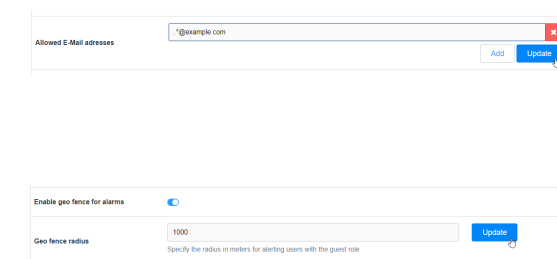 Allowed E-Mail adresses
.*@example.com
Add Update
Enable geo fence for alarms
Geo fence radius
1000
Update
Specify the radius in meters for alerting users with the guest role